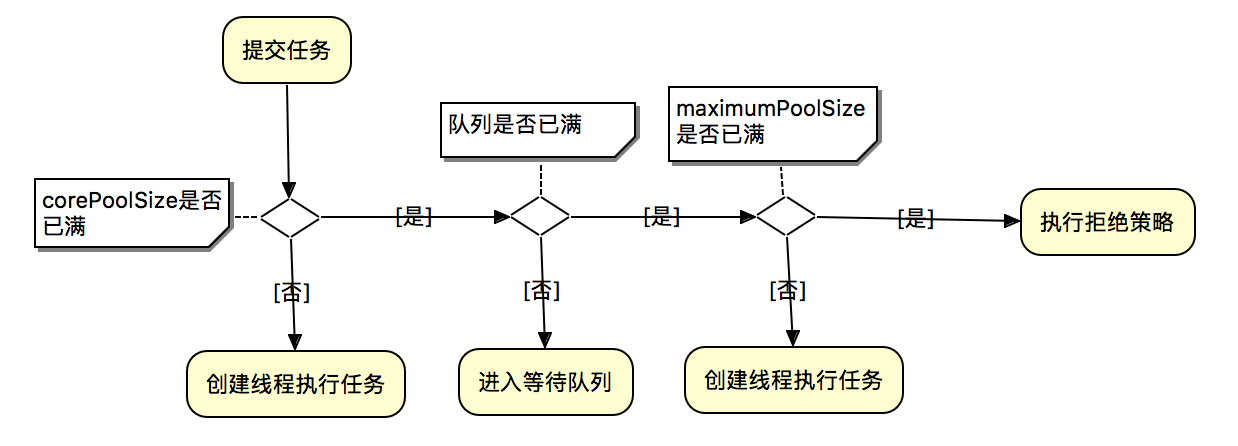 提交任务
corePoolSize是否
已满
队列是否已满
maximumPoolSize
是否已满
[是]
[是]
[是]
执行拒绝策略
[否]
[否]
[否]
创建线程执行任务
进入等待队列
创建线程执行任务